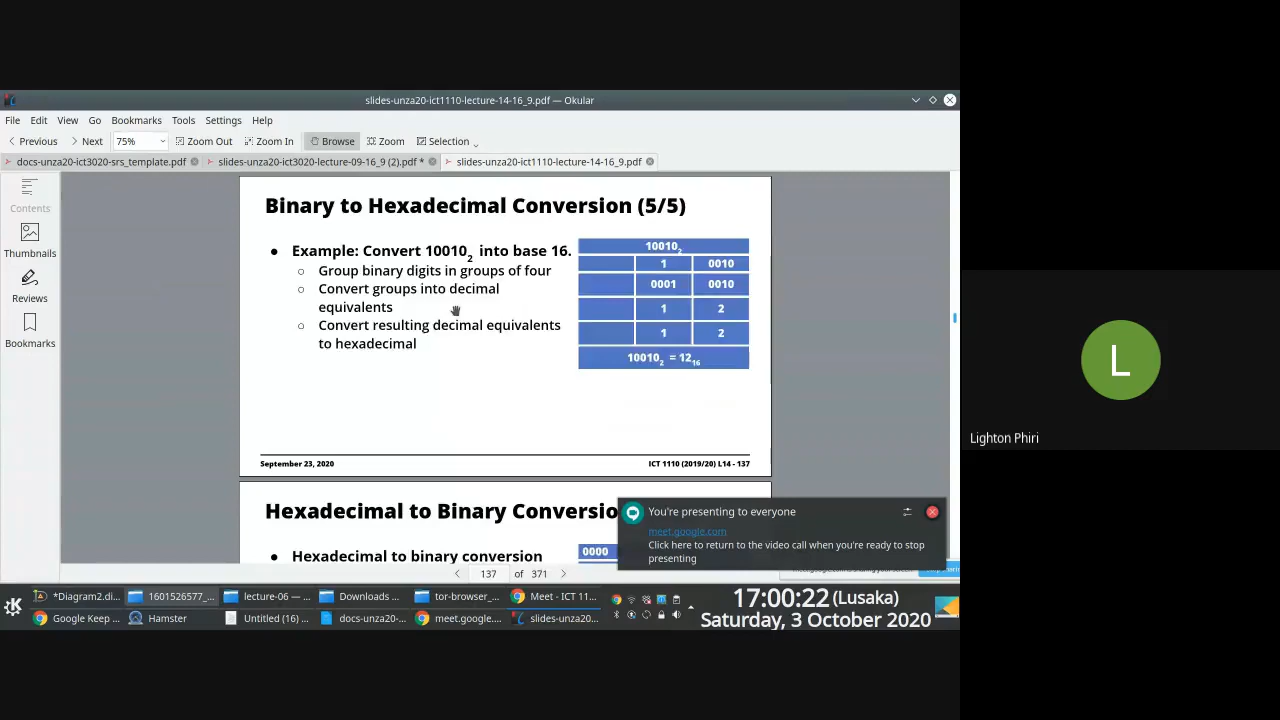 slides-unza20-ict1110-lecture-14-16_9.pdf — Okular
File Edit View Go Bookmarks Tools Settings Help
Previous Next 75% Zoom Out Zoom In Browse Zoom Selection
docs-unza20-ict3020-srs_template.pdf slides-unza20-ict3020-lecture-09-16_9 (2).pdf * slides-unza20-ict1110-lecture-14-16_9.pdf
Contents
Thumbnails
Reviews
Bookmarks
Binary to Hexadecimal Conversion (5/5)
● Example: Convert 10010₂ into base 16.
○ Group binary digits in groups of four
○ Convert groups into decimal
equivalents
○ Convert resulting decimal equivalents
to hexadecimal
10010₂
1 0010
0001 0010
1 2
1 2
10010₂ = 12₁₆
September 23, 2020 ICT 1110 (2019/20) L14 - 137
Hexadecimal to Binary Conversio
● Hexadecimal to binary conversion
0000
You're presenting to everyone
meet.google.com
Click here to return to the video call when you're ready to stop
presenting
137 of 371
*Diagram2.di... 1601526577_... lecture-06 — ... Downloads ... tor-browser_... Meet - ICT 11...
Google Keep ... Hamster Untitled (16) ... docs-unza20-... meet.google.... slides-unza20...
17:00:22 (Lusaka)
Saturday, 3 October 2020
L
Lighton Phiri